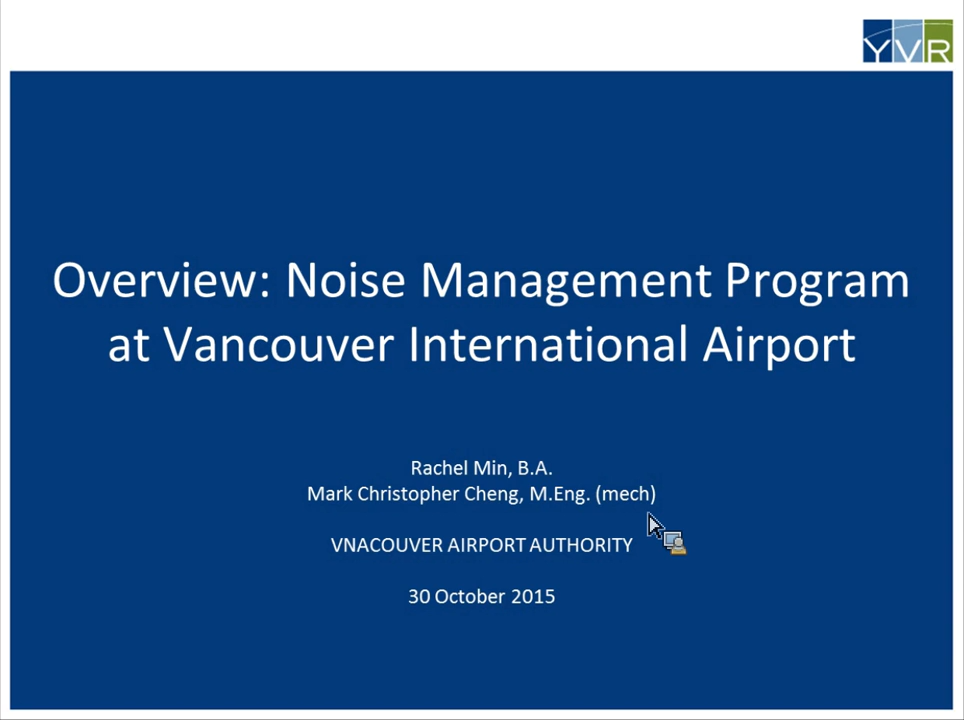 YVR
Overview: Noise Management Program
at Vancouver International Airport
Rachel Min, B.A.
Mark Christopher Cheng, M.Eng. (mech)
VNACOUVER AIRPORT AUTHORITY
30 October 2015